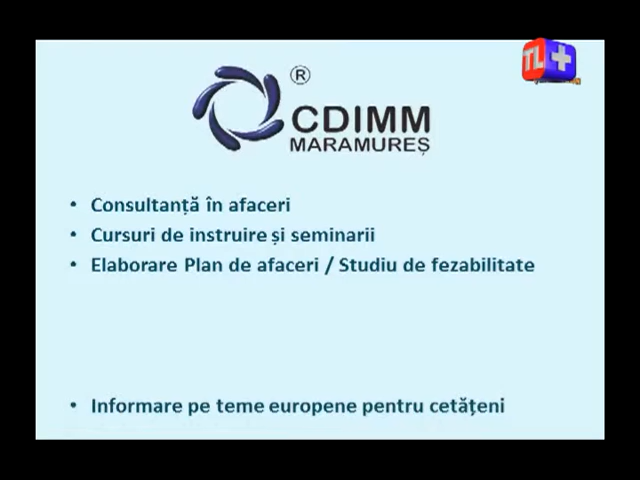 TL+
®
CDIMM
MARAMUREȘ
• Consultanță în afaceri
• Cursuri de instruire și seminarii
• Elaborare Plan de afaceri / Studiu de fezabilitate
• Informare pe teme europene pentru cetățeni